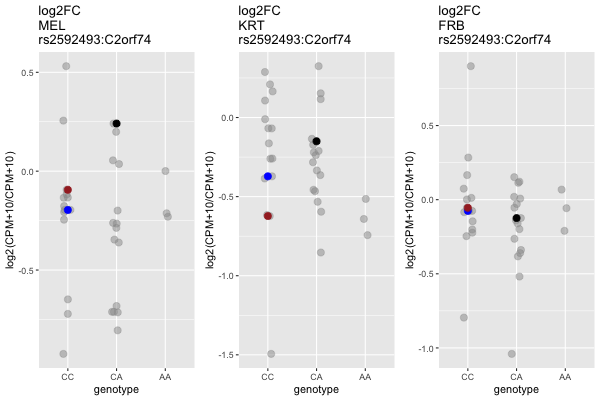 log2FC
MEL
rs2592493:C2orf74
log2(CPM+10/CPM+10)
0.5
0.0
-0.5
CC
CA
AA
genotype
log2FC
KRT
rs2592493:C2orf74
log2(CPM+10/CPM+10)
0.0
-0.5
-1.0
-1.5
CC
CA
AA
genotype
log2FC
FRB
rs2592493:C2orf74
log2(CPM+10/CPM+10)
0.5
0.0
-0.5
-1.0
CC
CA
AA
genotype